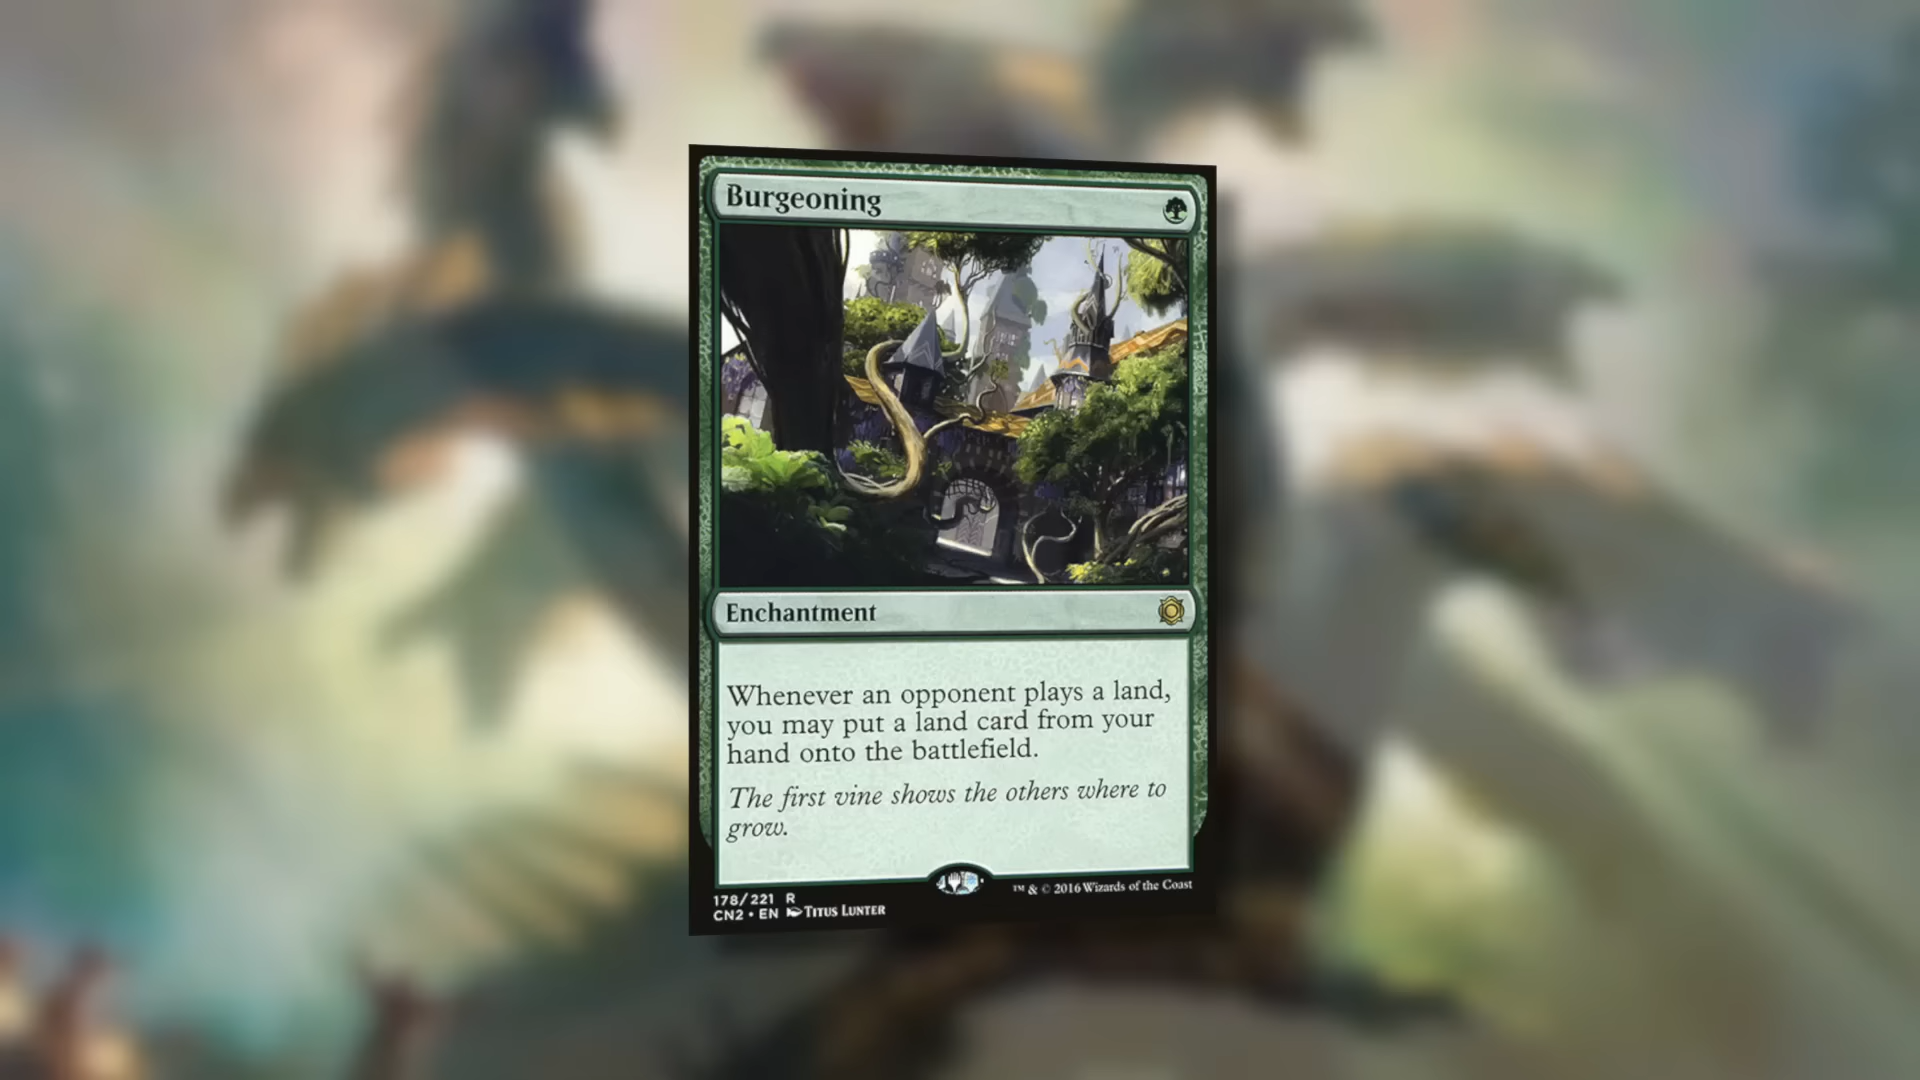 Burgeoning
Enchantment
Whenever an opponent plays a land,
you may put a land card from your
hand onto the battlefield.
The first vine shows the others where to
grow.
178/221 R
CN2 • EN Titus Lunter
™ & © 2016 Wizards of the Coast